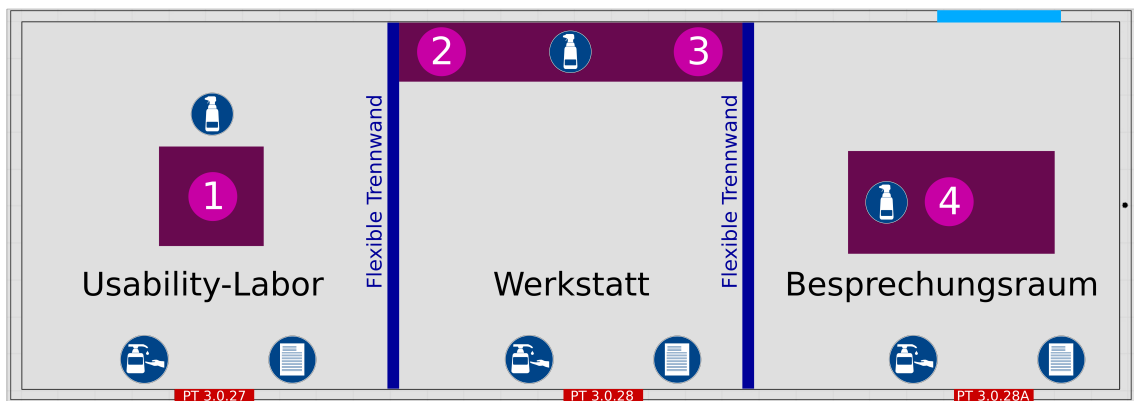 2
3
1
4
Flexible Trennwand
Flexible Trennwand
Usability-Labor
Werkstatt
Besprechungsraum
PT 3.0.27
PT 3.0.28
PT 3.0.28A